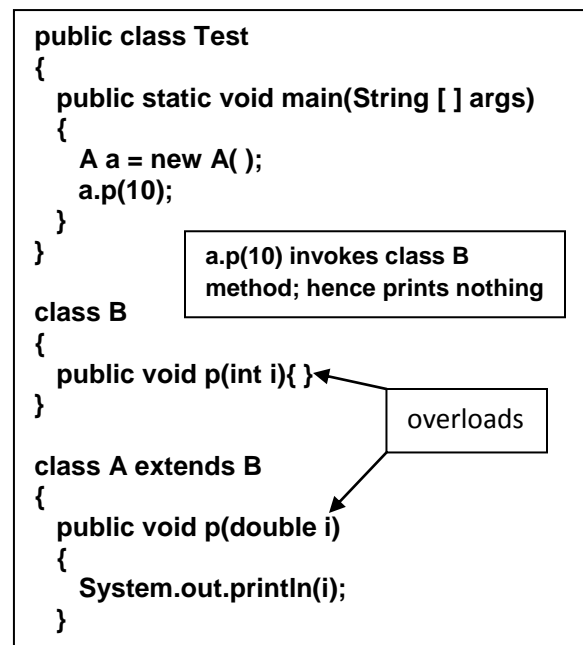 public class Test
{
public static void main(String [ ] args)
{
A a = new A( );
a.p(10);
}
}
a.p(10) invokes class B
method; hence prints nothing
class B
{
public void p(int i){ }
}
overloads
class A extends B
{
public void p(double i)
{
System.out.println(i);
}